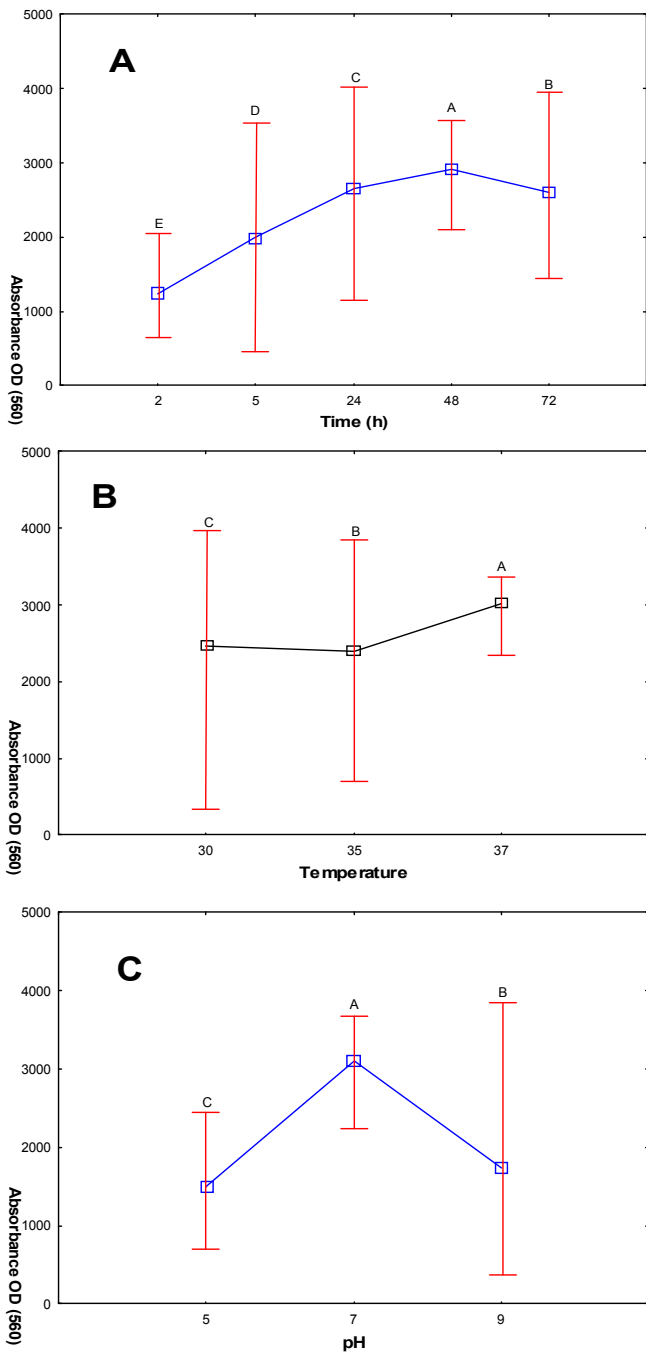 5000
A
C
4000
B
D
A
3000
E
2000
1000
0
2 5 24 48 72
Time (h)
Absorbance OD (560)
5000
B
C
B
4000
A
3000
2000
1000
0
30 35 37
Temperature
Absorbance OD (560)
5000
C
4000
A
B
3000
C
2000
1000
0
5 7 9
pH
Absorbance OD (560)